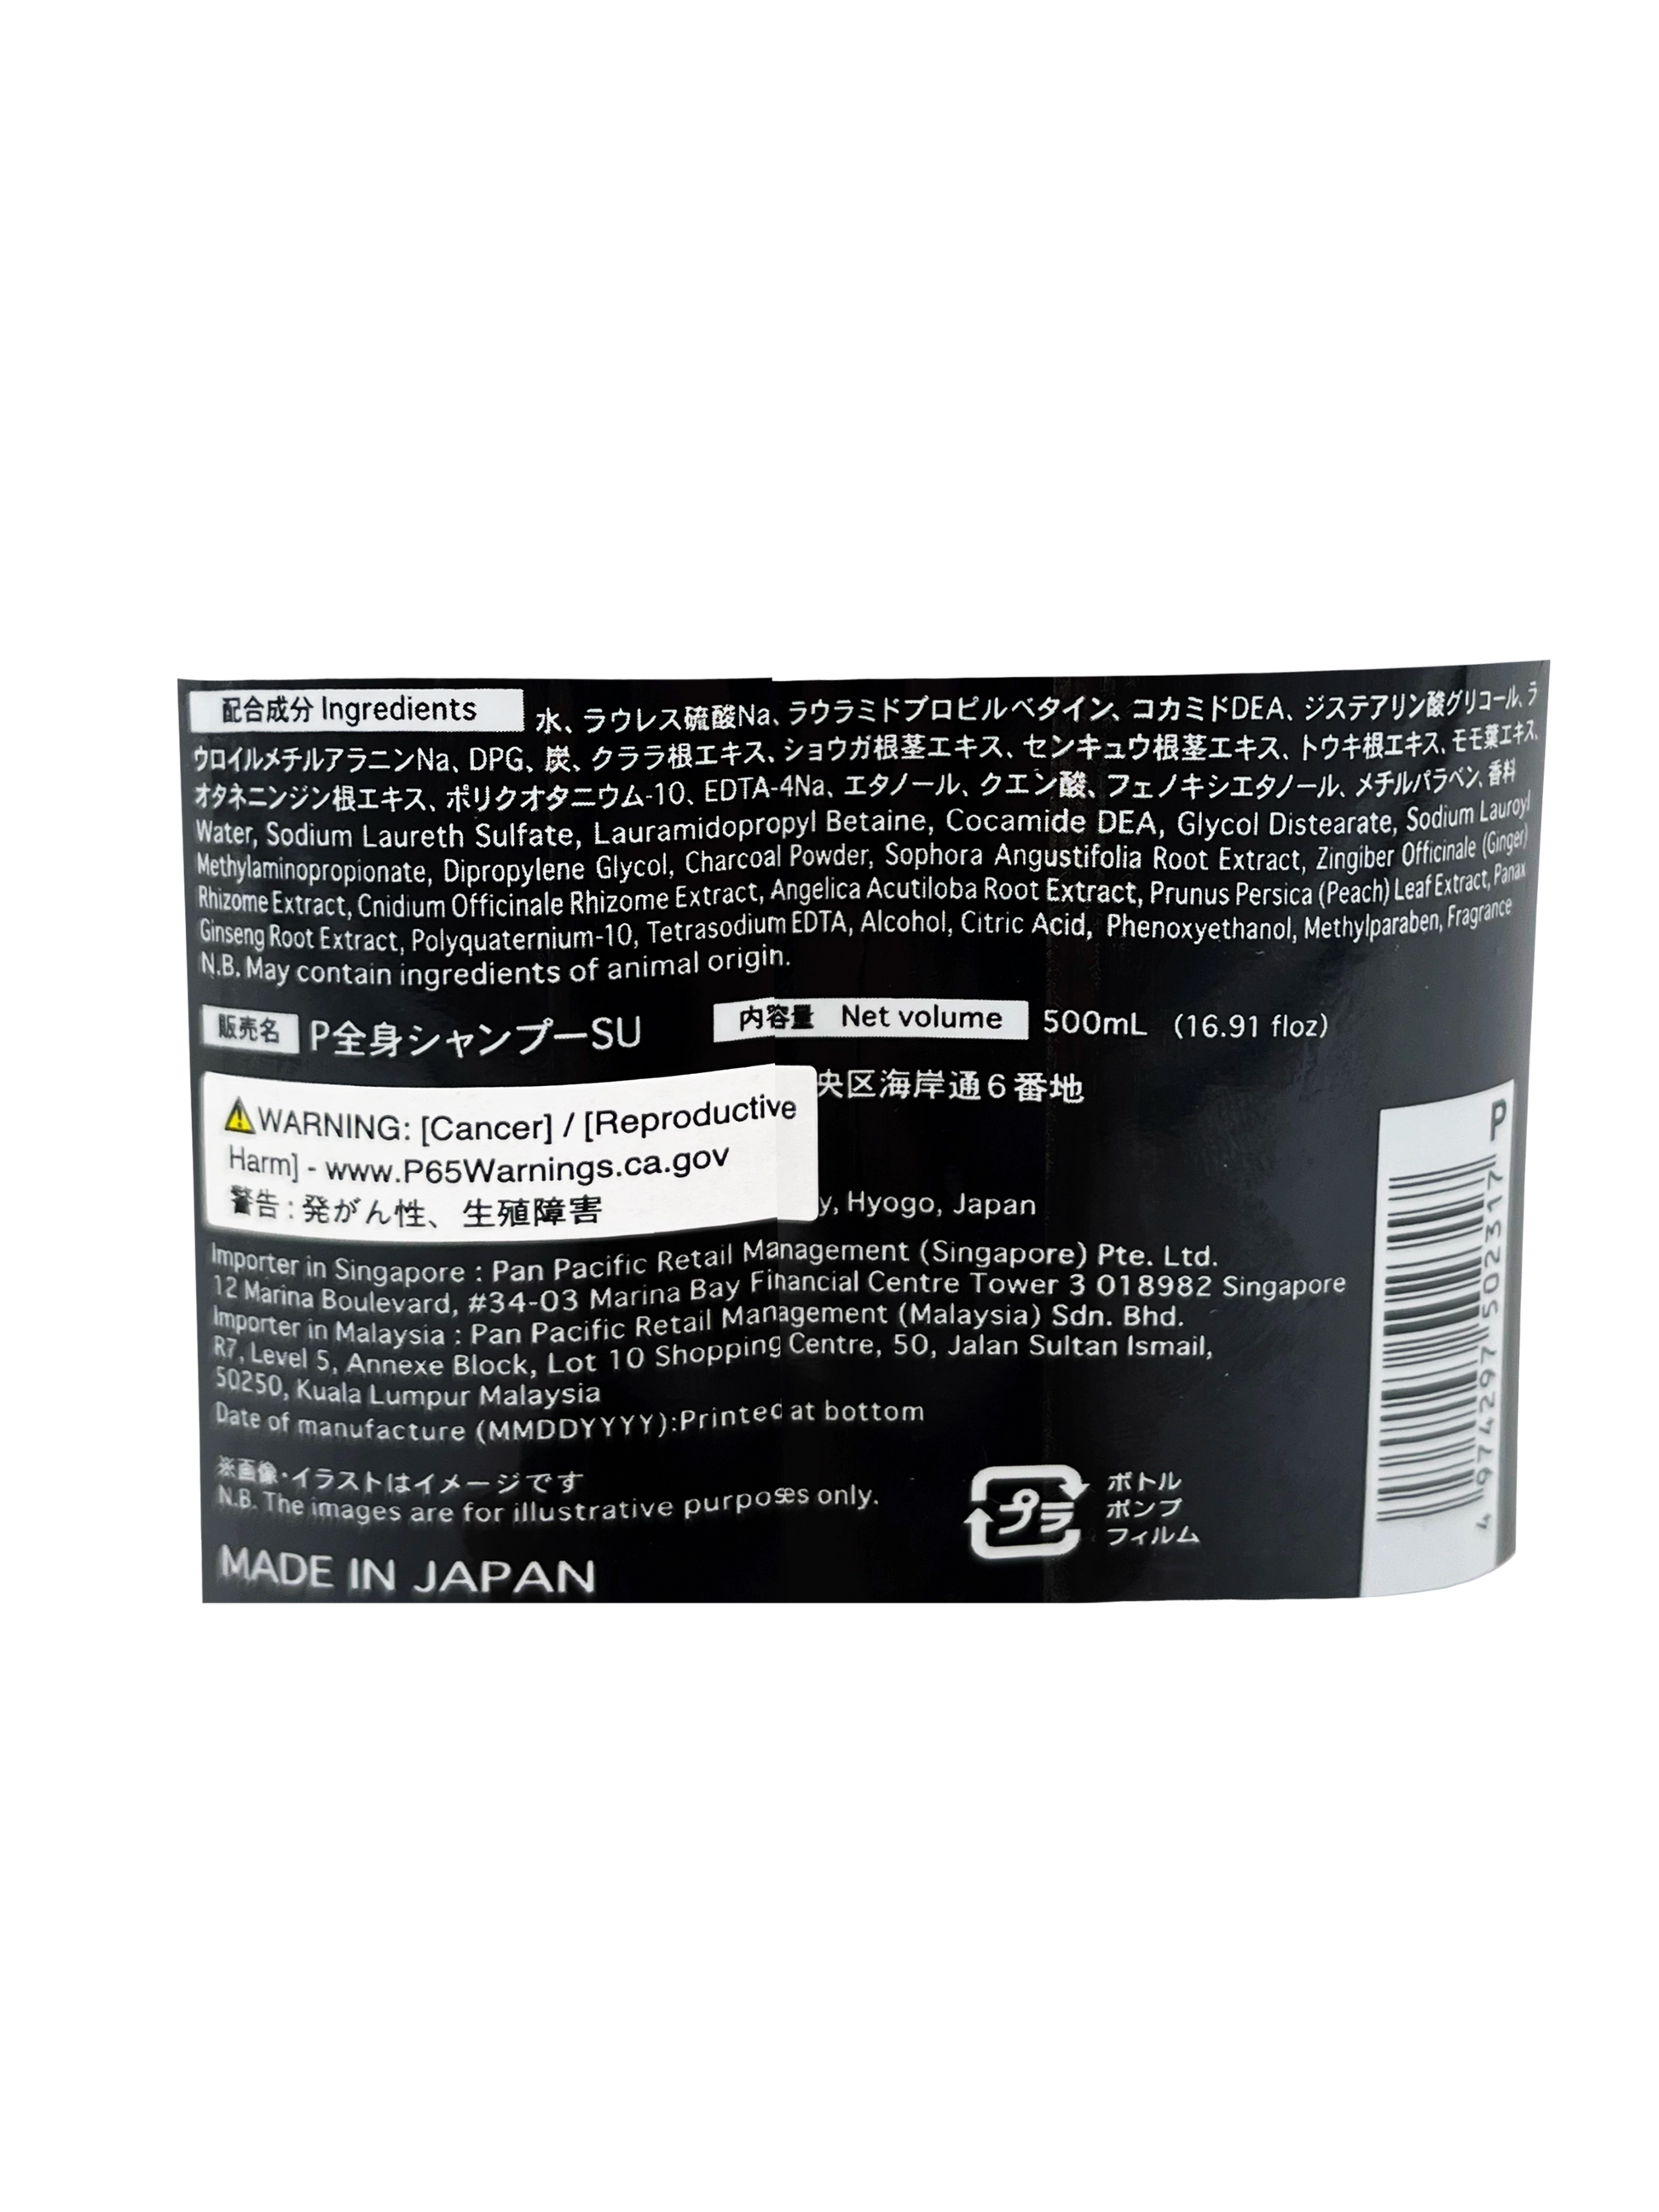 配合成分 Ingredients 水、ラウレス硫酸Na、ラウラミドプロピルベタイン、コカミドDEA、ジステアリン酸グリコール、ラ
ウロイルメチルアラニンNa、DPG、炭、クララ根エキス、ショウガ根茎エキス、センキュウ根茎エキス、トウキ根エキス、モモ葉エキス、
オタネニンジン根エキス、ポリクオタニウム-10、EDTA-4Na、エタノール、クエン酸、フェノキシエタノール、メチルパラベン、香料
Water, Sodium Laureth Sulfate, Lauramidopropyl Betaine, Cocamide DEA, Glycol Distearate, Sodium Lauroyl
Methylaminopropionate, Dipropylene Glycol, Charcoal Powder, Sophora Angustifolia Root Extract, Zingiber Officinale (Ginger)
Rhizome Extract, Cnidium Officinale Rhizome Extract, Angelica Acutiloba Root Extract, Prunus Persica (Peach) Leaf Extract, Panax
Ginseng Root Extract, Polyquaternium-10, Tetrasodium EDTA, Alcohol, Citric Acid, Phenoxyethanol, Methylparaben, Fragrance
N.B. May contain ingredients of animal origin.
販売名 P全身シャンプーSU 内容量 Net volume 500mL (16.91 floz)
央区海岸通6番地
WARNING: [Cancer] / [Reproductive
Harm] - www.P65Warnings.ca.gov
警告:発がん性、生殖障害
y, Hyogo, Japan
Importer in Singapore : Pan Pacific Retail Management (Singapore) Pte. Ltd.
12 Marina Boulevard, #34-03 Marina Bay Financial Centre Tower 3 018982 Singapore
Importer in Malaysia : Pan Pacific Retail Management (Malaysia) Sdn. Bhd.
R7, Level 5, Annexe Block, Lot 10 Shopping Centre, 50, Jalan Sultan Ismail,
50250, Kuala Lumpur Malaysia
Date of manufacture (MMDDYYYY):Printed at bottom
※画像・イラストはイメージです
N.B. The images are for illustrative purposes only.
MADE IN JAPAN
プラ
ボトル
ポンプ
フィルム
P
4 974297 502317